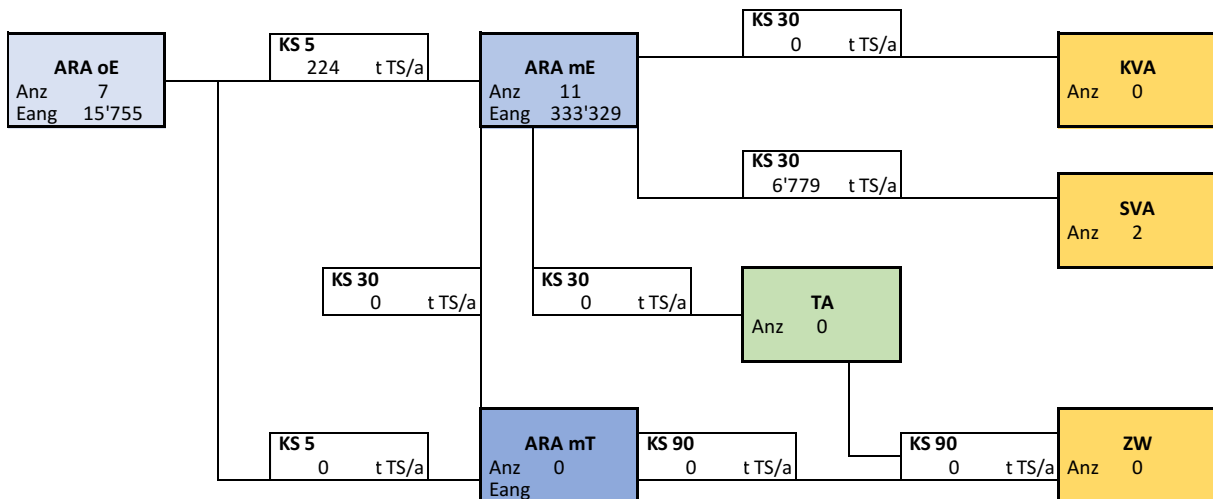 KS 30
0 t TS/a
KS 5
224 t TS/a
ARA oE
Anz 7
Eang 15'755
ARA mE
Anz 11
Eang 333'329
KVA
Anz 0
KS 30
6'779 t TS/a
SVA
Anz 2
KS 30
0 t TS/a
KS 30
0 t TS/a
TA
Anz 0
KS 5
0 t TS/a
ARA mT
Anz 0
Eang
KS 90
0 t TS/a
KS 90
0 t TS/a
ZW
Anz 0